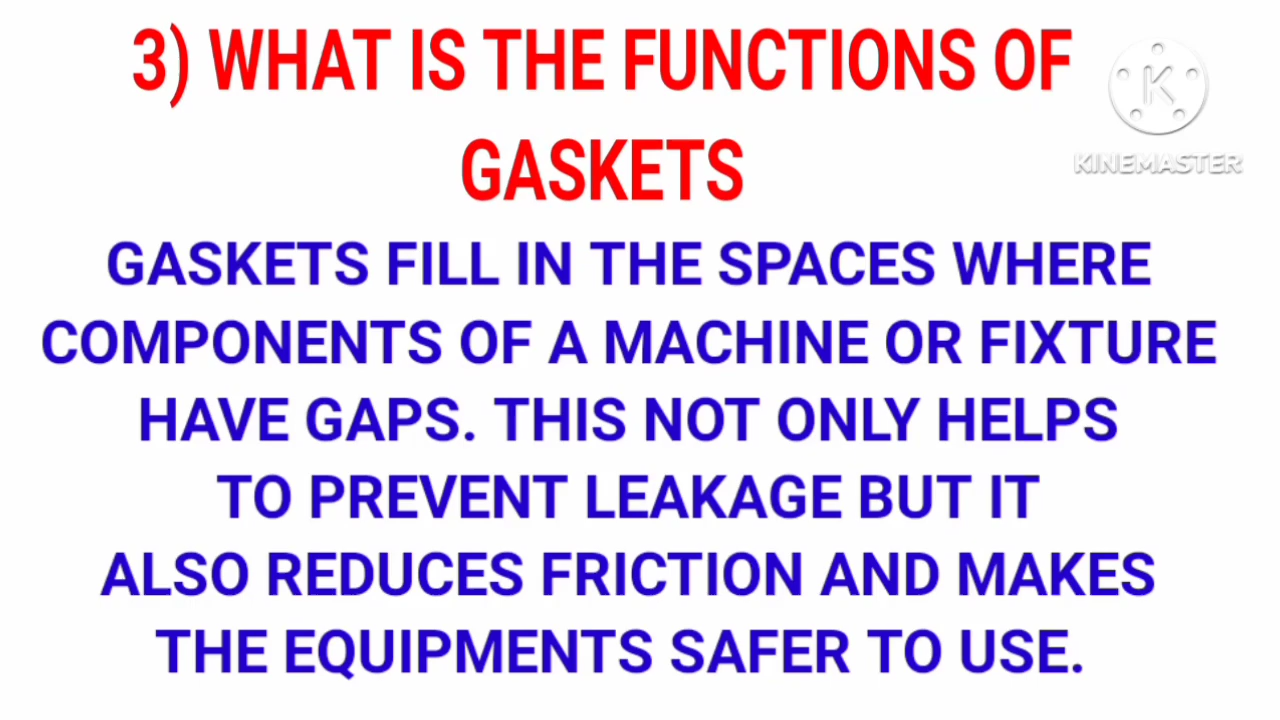 3) WHAT IS THE FUNCTIONS OF
GASKETS
K
KINEMASTER
GASKETS FILL IN THE SPACES WHERE
COMPONENTS OF A MACHINE OR FIXTURE
HAVE GAPS. THIS NOT ONLY HELPS
TO PREVENT LEAKAGE BUT IT
ALSO REDUCES FRICTION AND MAKES
THE EQUIPMENTS SAFER TO USE.